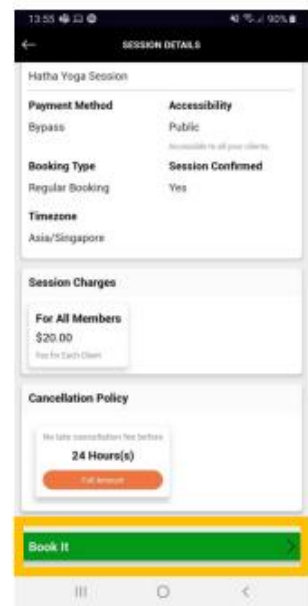 13:55 90%
SESSION DETAILS
Hatha Yoga Session
Payment Method Accessibility
Bypass Public
Accessible to all your clients
Booking Type Session Confirmed
Regular Booking Yes
Timezone
Asia/Singapore
Session Charges
For All Members
$20.00
Fee for Each Client
Cancellation Policy
No late cancellation fee before
24 Hours(s)
Full Amount
Book It